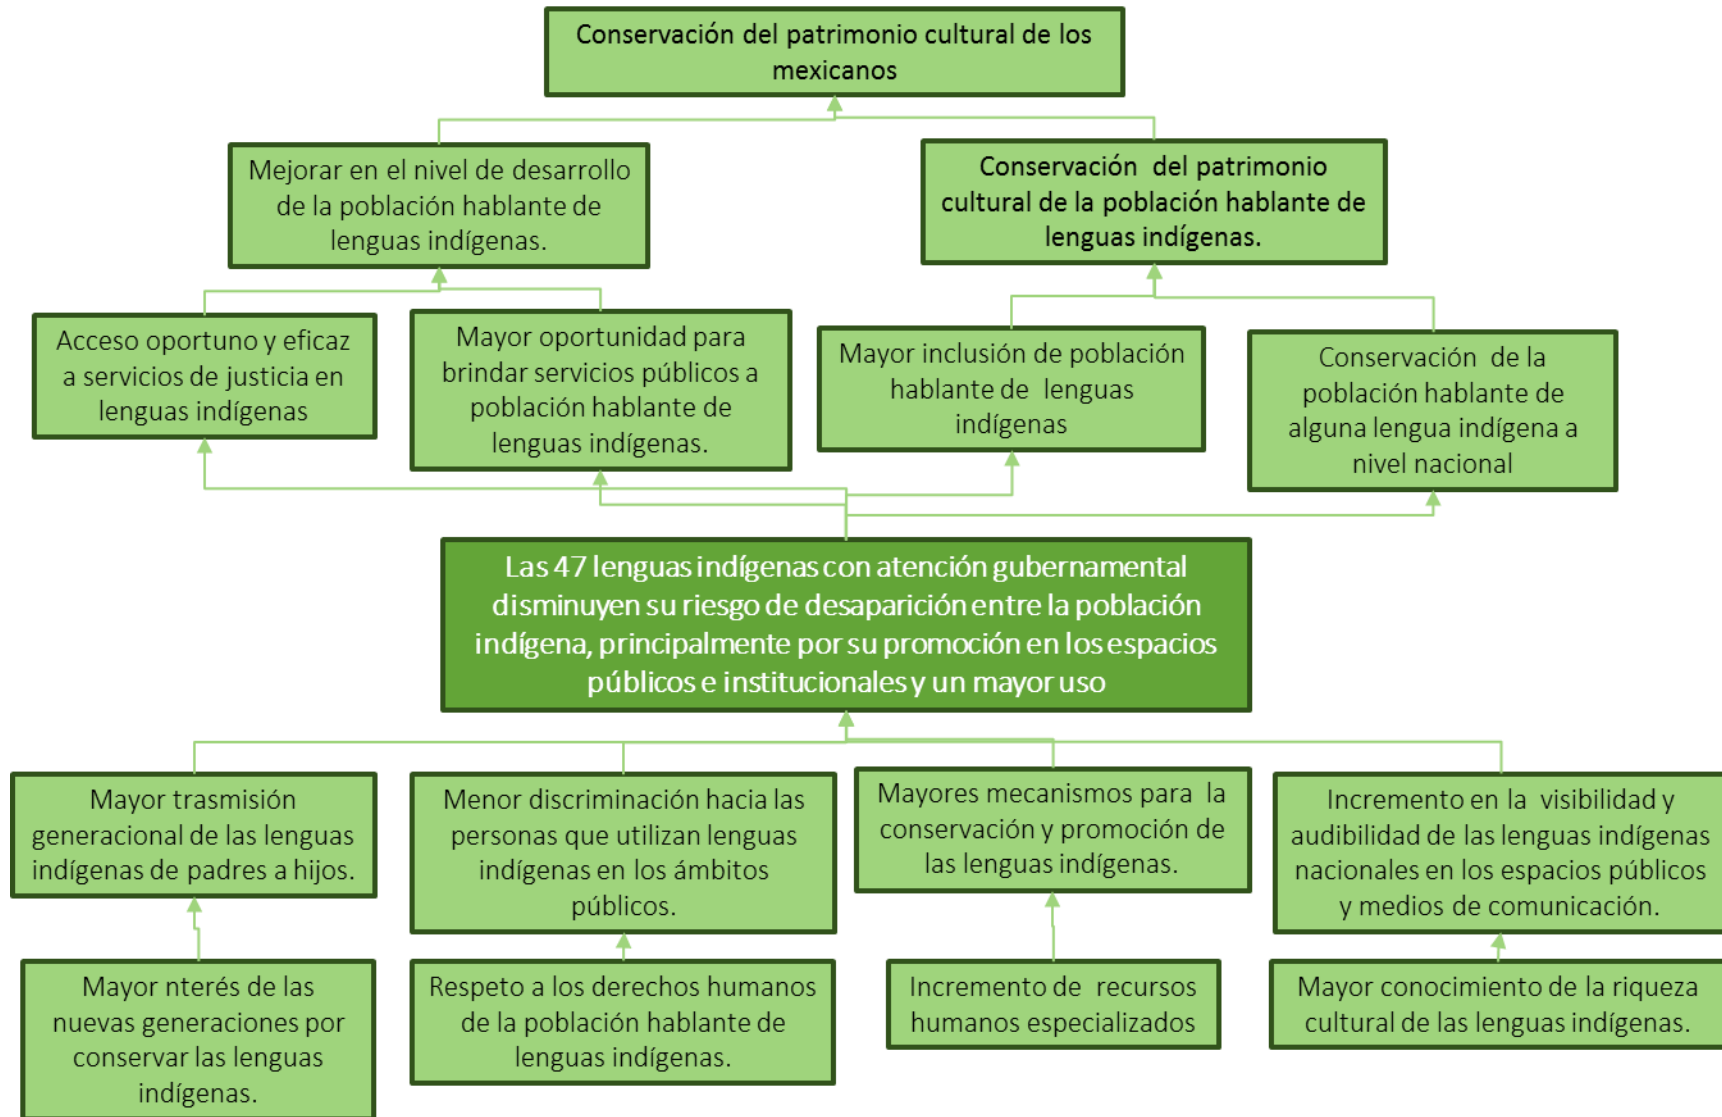 Conservación del patrimonio cultural de los
mexicanos
Mejorar en el nivel de desarrollo
de la población hablante de
lenguas indígenas.
Conservación del patrimonio
cultural de la población hablante de
lenguas indígenas.
Acceso oportuno y eficaz
a servicios de justicia en
lenguas indígenas
Mayor oportunidad para
brindar servicios públicos a
población hablante de
lenguas indígenas.
Mayor inclusión de población
hablante de lenguas
indígenas
Conservación de la
población hablante de
alguna lengua indígena a
nivel nacional
Las 47 lenguas indígenas con atención gubernamental
disminuyen su riesgo de desaparición entre la población
indígena, principalmente por su promoción en los espacios
públicos e institucionales y un mayor uso
Mayor trasmisión
generacional de las lenguas
indígenas de padres a hijos.
Menor discriminación hacia las
personas que utilizan lenguas
indígenas en los ámbitos
públicos.
Mayores mecanismos para la
conservación y promoción de
las lenguas indígenas.
Incremento en la visibilidad y
audibilidad de las lenguas indígenas
nacionales en los espacios públicos
y medios de comunicación.
Mayor nterés de las
nuevas generaciones por
conservar las lenguas
indígenas.
Respeto a los derechos humanos
de la población hablante de
lenguas indígenas.
Incremento de recursos
humanos especializados
Mayor conocimiento de la riqueza
cultural de las lenguas indígenas.